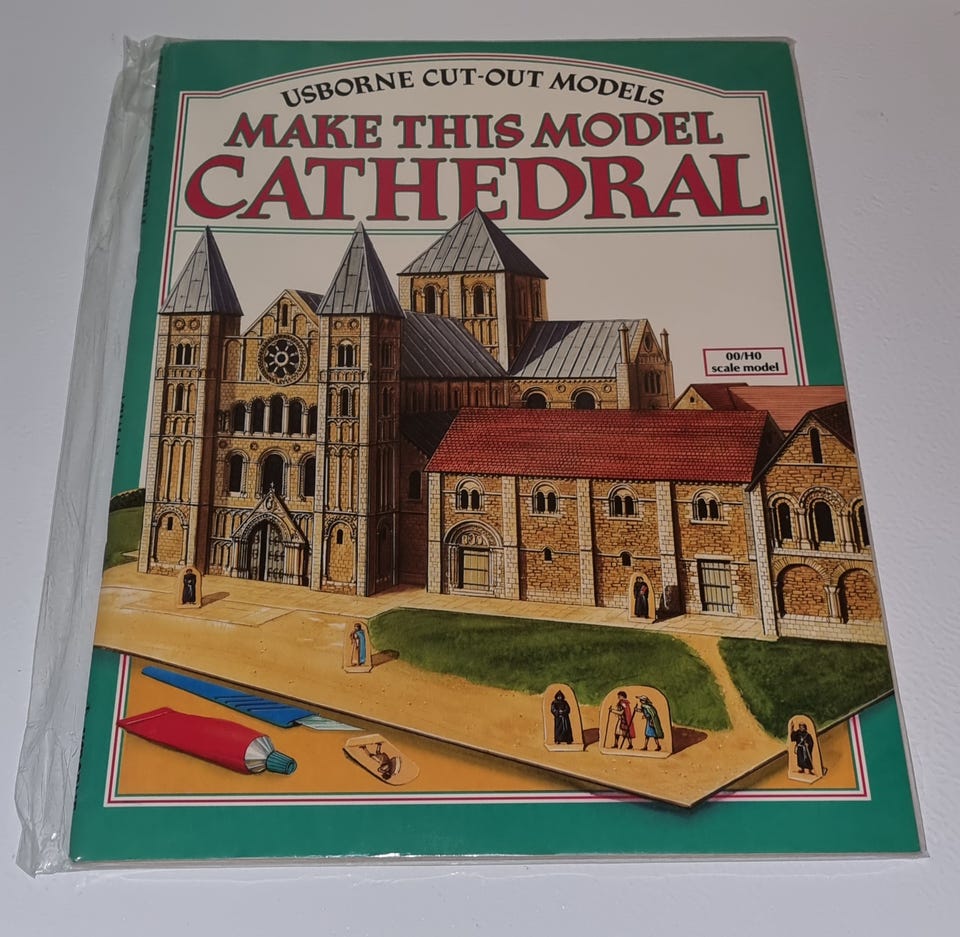 USBORNE CUT-OUT MODELS
MAKE THIS MODEL
CATHEDRAL
00/H0
scale model